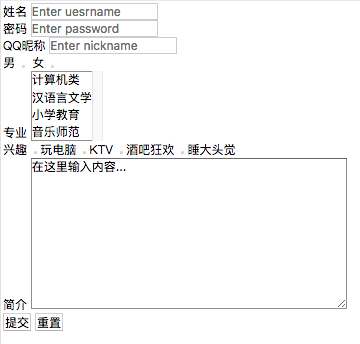 姓名 Enter uesrname
密码 Enter password
QQ昵称 Enter nickname
男 女
计算机类
汉语言文学
小学教育
专业 音乐师范
兴趣 玩电脑 KTV 酒吧狂欢 睡大头觉
在这里输入内容...
简介
提交 重置